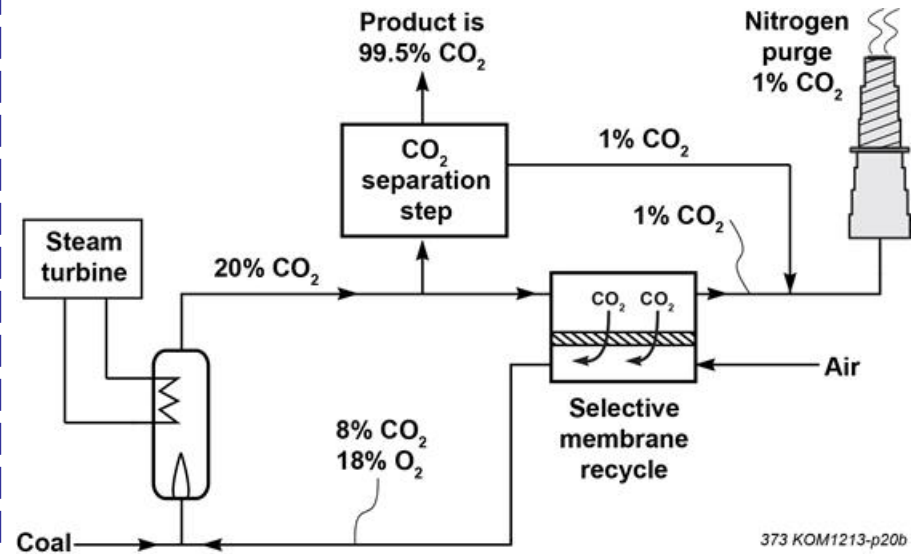 Product is
99.5% CO₂
Nitrogen
purge
1% CO₂
CO₂
separation
step
1% CO₂
1% CO₂
Steam
turbine
20% CO₂
CO₂ CO₂
Air
Selective
membrane
recycle
8% CO₂
18% O₂
Coal
373 KOM1213-p20b